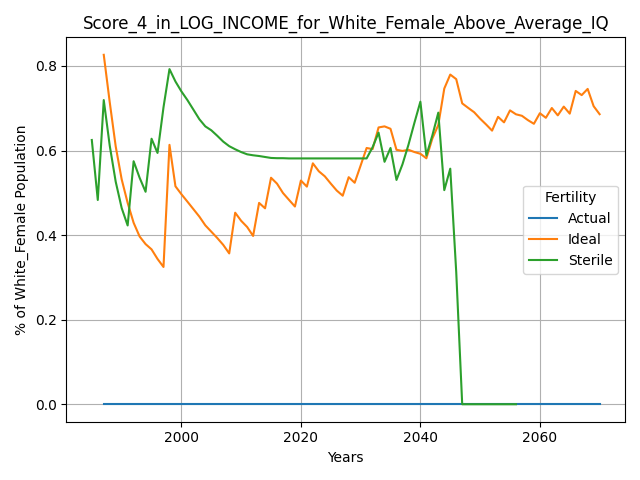 Score_4_in_LOG_INCOME_for_White_Female_Above_Average_IQ
% of White_Female Population
0.8
0.6
0.4
0.2
0.0
Fertility
Actual
Ideal
Sterile
2000
2020
2040
2060
Years